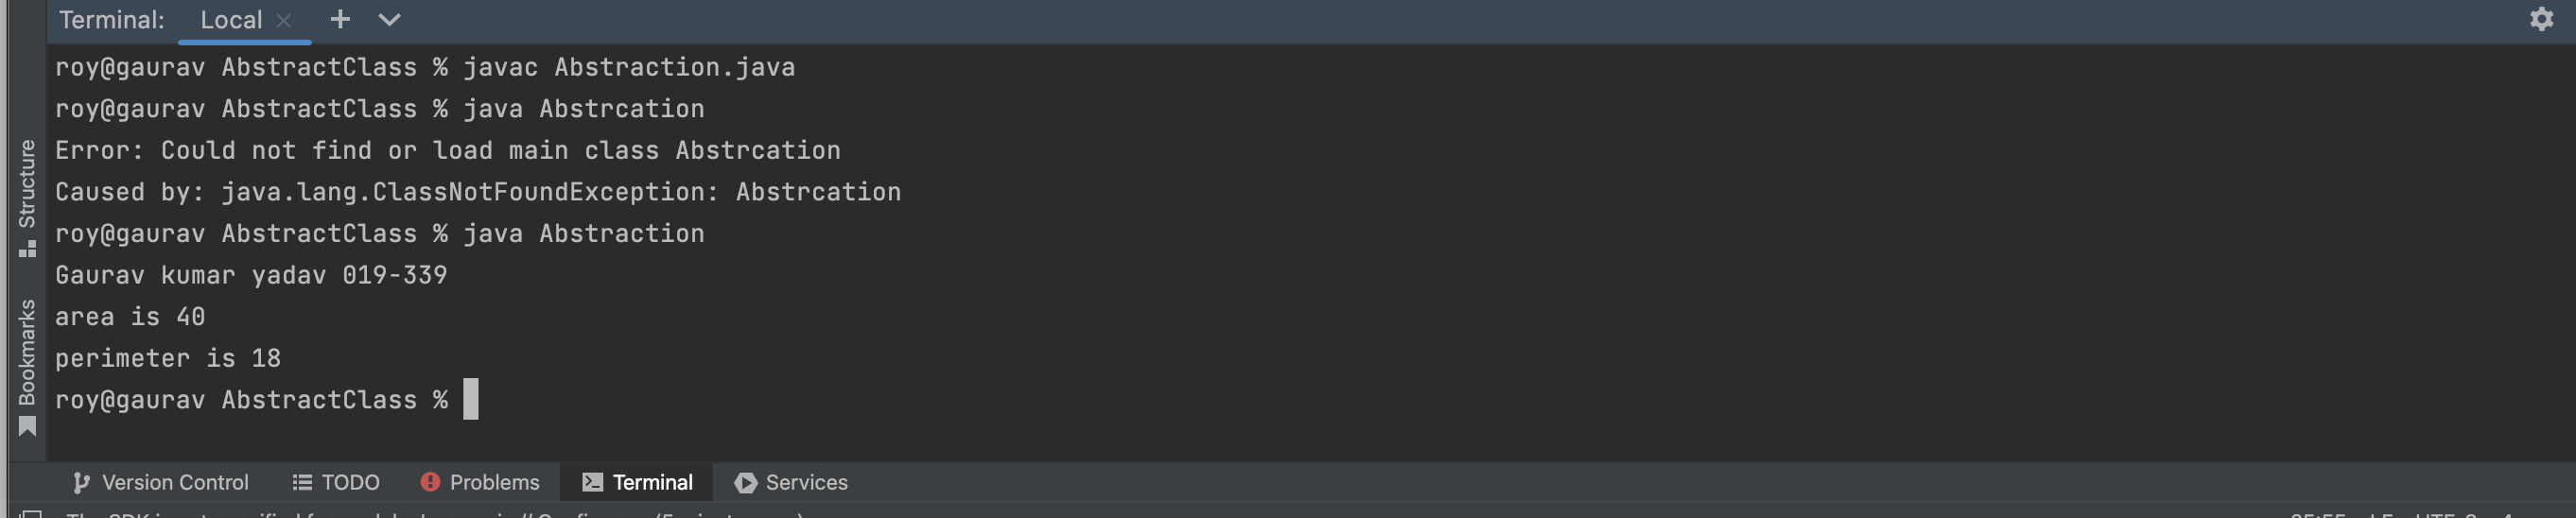 Terminal: Local
roy@gaurav AbstractClass % javac Abstraction.java
roy@gaurav AbstractClass % java Abstrcation
Error: Could not find or load main class Abstrcation
Caused by: java.lang.ClassNotFoundException: Abstrcation
roy@gaurav AbstractClass % java Abstraction
Gaurav kumar yadav 019-339
area is 40
perimeter is 18
roy@gaurav AbstractClass %
Structure
Bookmarks
Version Control TODO Problems Terminal Services